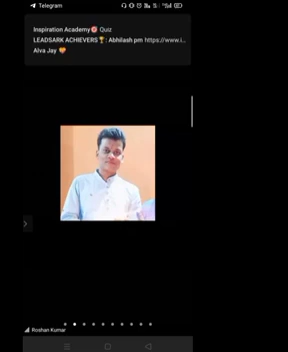 Telegram
Inspiration Academy🎯 Quiz
LEADSARK ACHIEVERS🏆: Abhilash pm https://www.i...
Alva Jay
Roshan Kumar